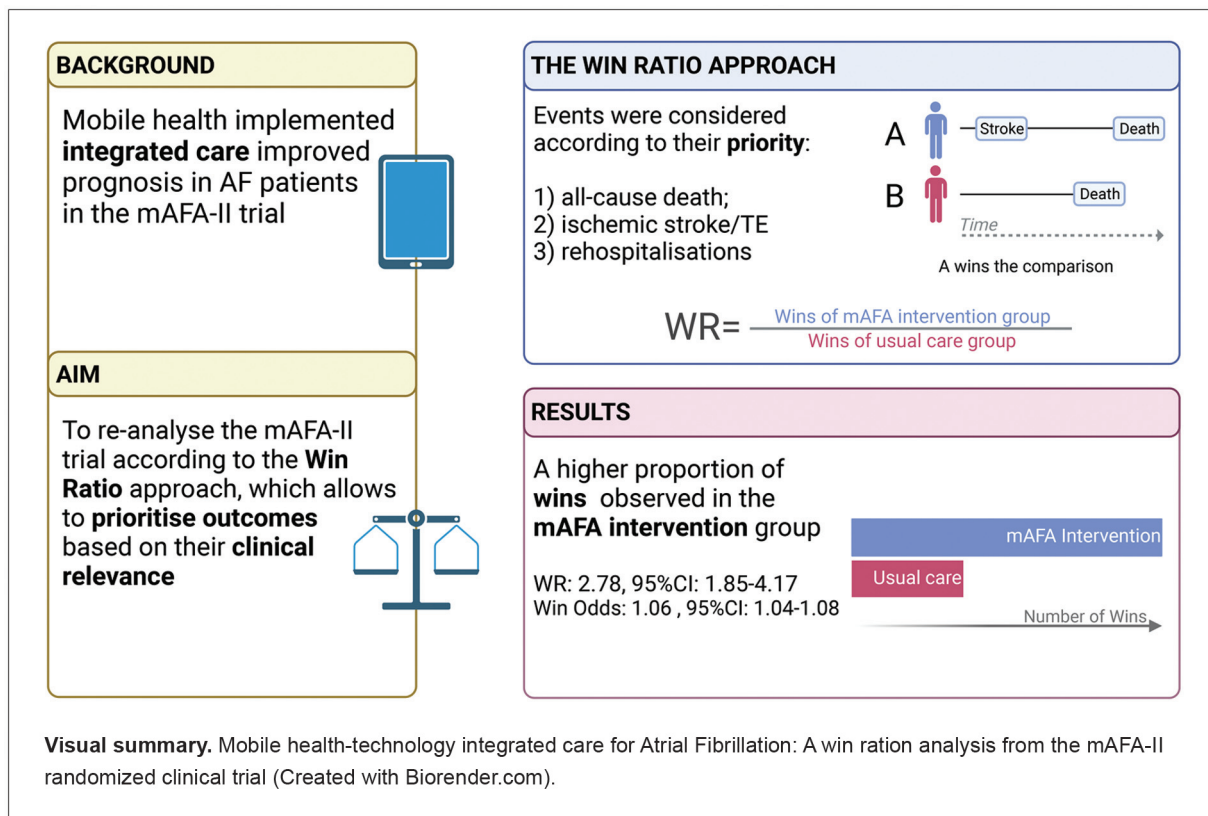 BACKGROUND
Mobile health implemented
integrated care improved
prognosis in AF patients
in the mAFA-II trial
AIM
To re-analyse the mAFA-II
trial according to the Win
Ratio approach, which allows
to prioritise outcomes
based on their clinical
relevance
THE WIN RATIO APPROACH
Events were considered
according to their priority:
1) all-cause death;
2) ischemic stroke/TE
3) rehospitalisations
A
Stroke
Death
B
Death
Time
A wins the comparison
WR=
Wins of mAFA intervention group
Wins of usual care group
RESULTS
A higher proportion of
wins observed in the
mAFA intervention group
WR: 2.78, 95%CI: 1.85-4.17
Win Odds: 1.06 , 95%CI: 1.04-1.08
mAFA Intervention
Usual care
Number of Wins
Visual summary. Mobile health-technology integrated care for Atrial Fibrillation: A win ration analysis from the mAFA-II
randomized clinical trial (Created with Biorender.com).